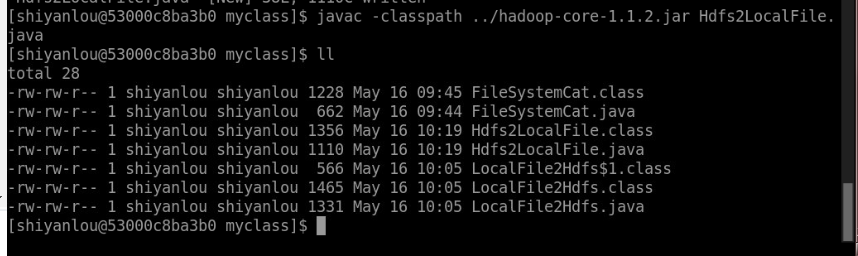 [shiyanlou@53000c8ba3b0 myclass]$ javac -classpath ../hadoop-core-1.1.2.jar Hdfs2LocalFile.
java
[shiyanlou@53000c8ba3b0 myclass]$ ll
total 28
-rw-rw-r-- 1 shiyanlou shiyanlou 1228 May 16 09:45 FileSystemCat.class
-rw-rw-r-- 1 shiyanlou shiyanlou  662 May 16 09:44 FileSystemCat.java
-rw-rw-r-- 1 shiyanlou shiyanlou 1356 May 16 10:19 Hdfs2LocalFile.class
-rw-rw-r-- 1 shiyanlou shiyanlou 1110 May 16 10:19 Hdfs2LocalFile.java
-rw-rw-r-- 1 shiyanlou shiyanlou  566 May 16 10:05 LocalFile2Hdfs$1.class
-rw-rw-r-- 1 shiyanlou shiyanlou 1465 May 16 10:05 LocalFile2Hdfs.class
-rw-rw-r-- 1 shiyanlou shiyanlou 1331 May 16 10:05 LocalFile2Hdfs.java
[shiyanlou@53000c8ba3b0 myclass]$